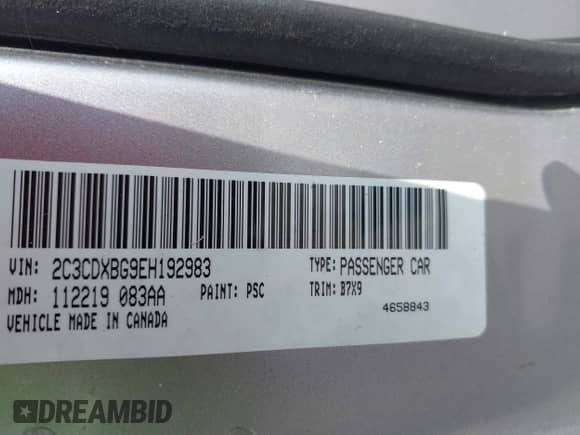 VIN: 2C3CDXBG9EH192983 TYPE: PASSENGER CAR
MDH: 112219 083AA PAINT: PSC TRIM: B7X9
4658843
VEHICLE MADE IN CANADA
DREAMBID